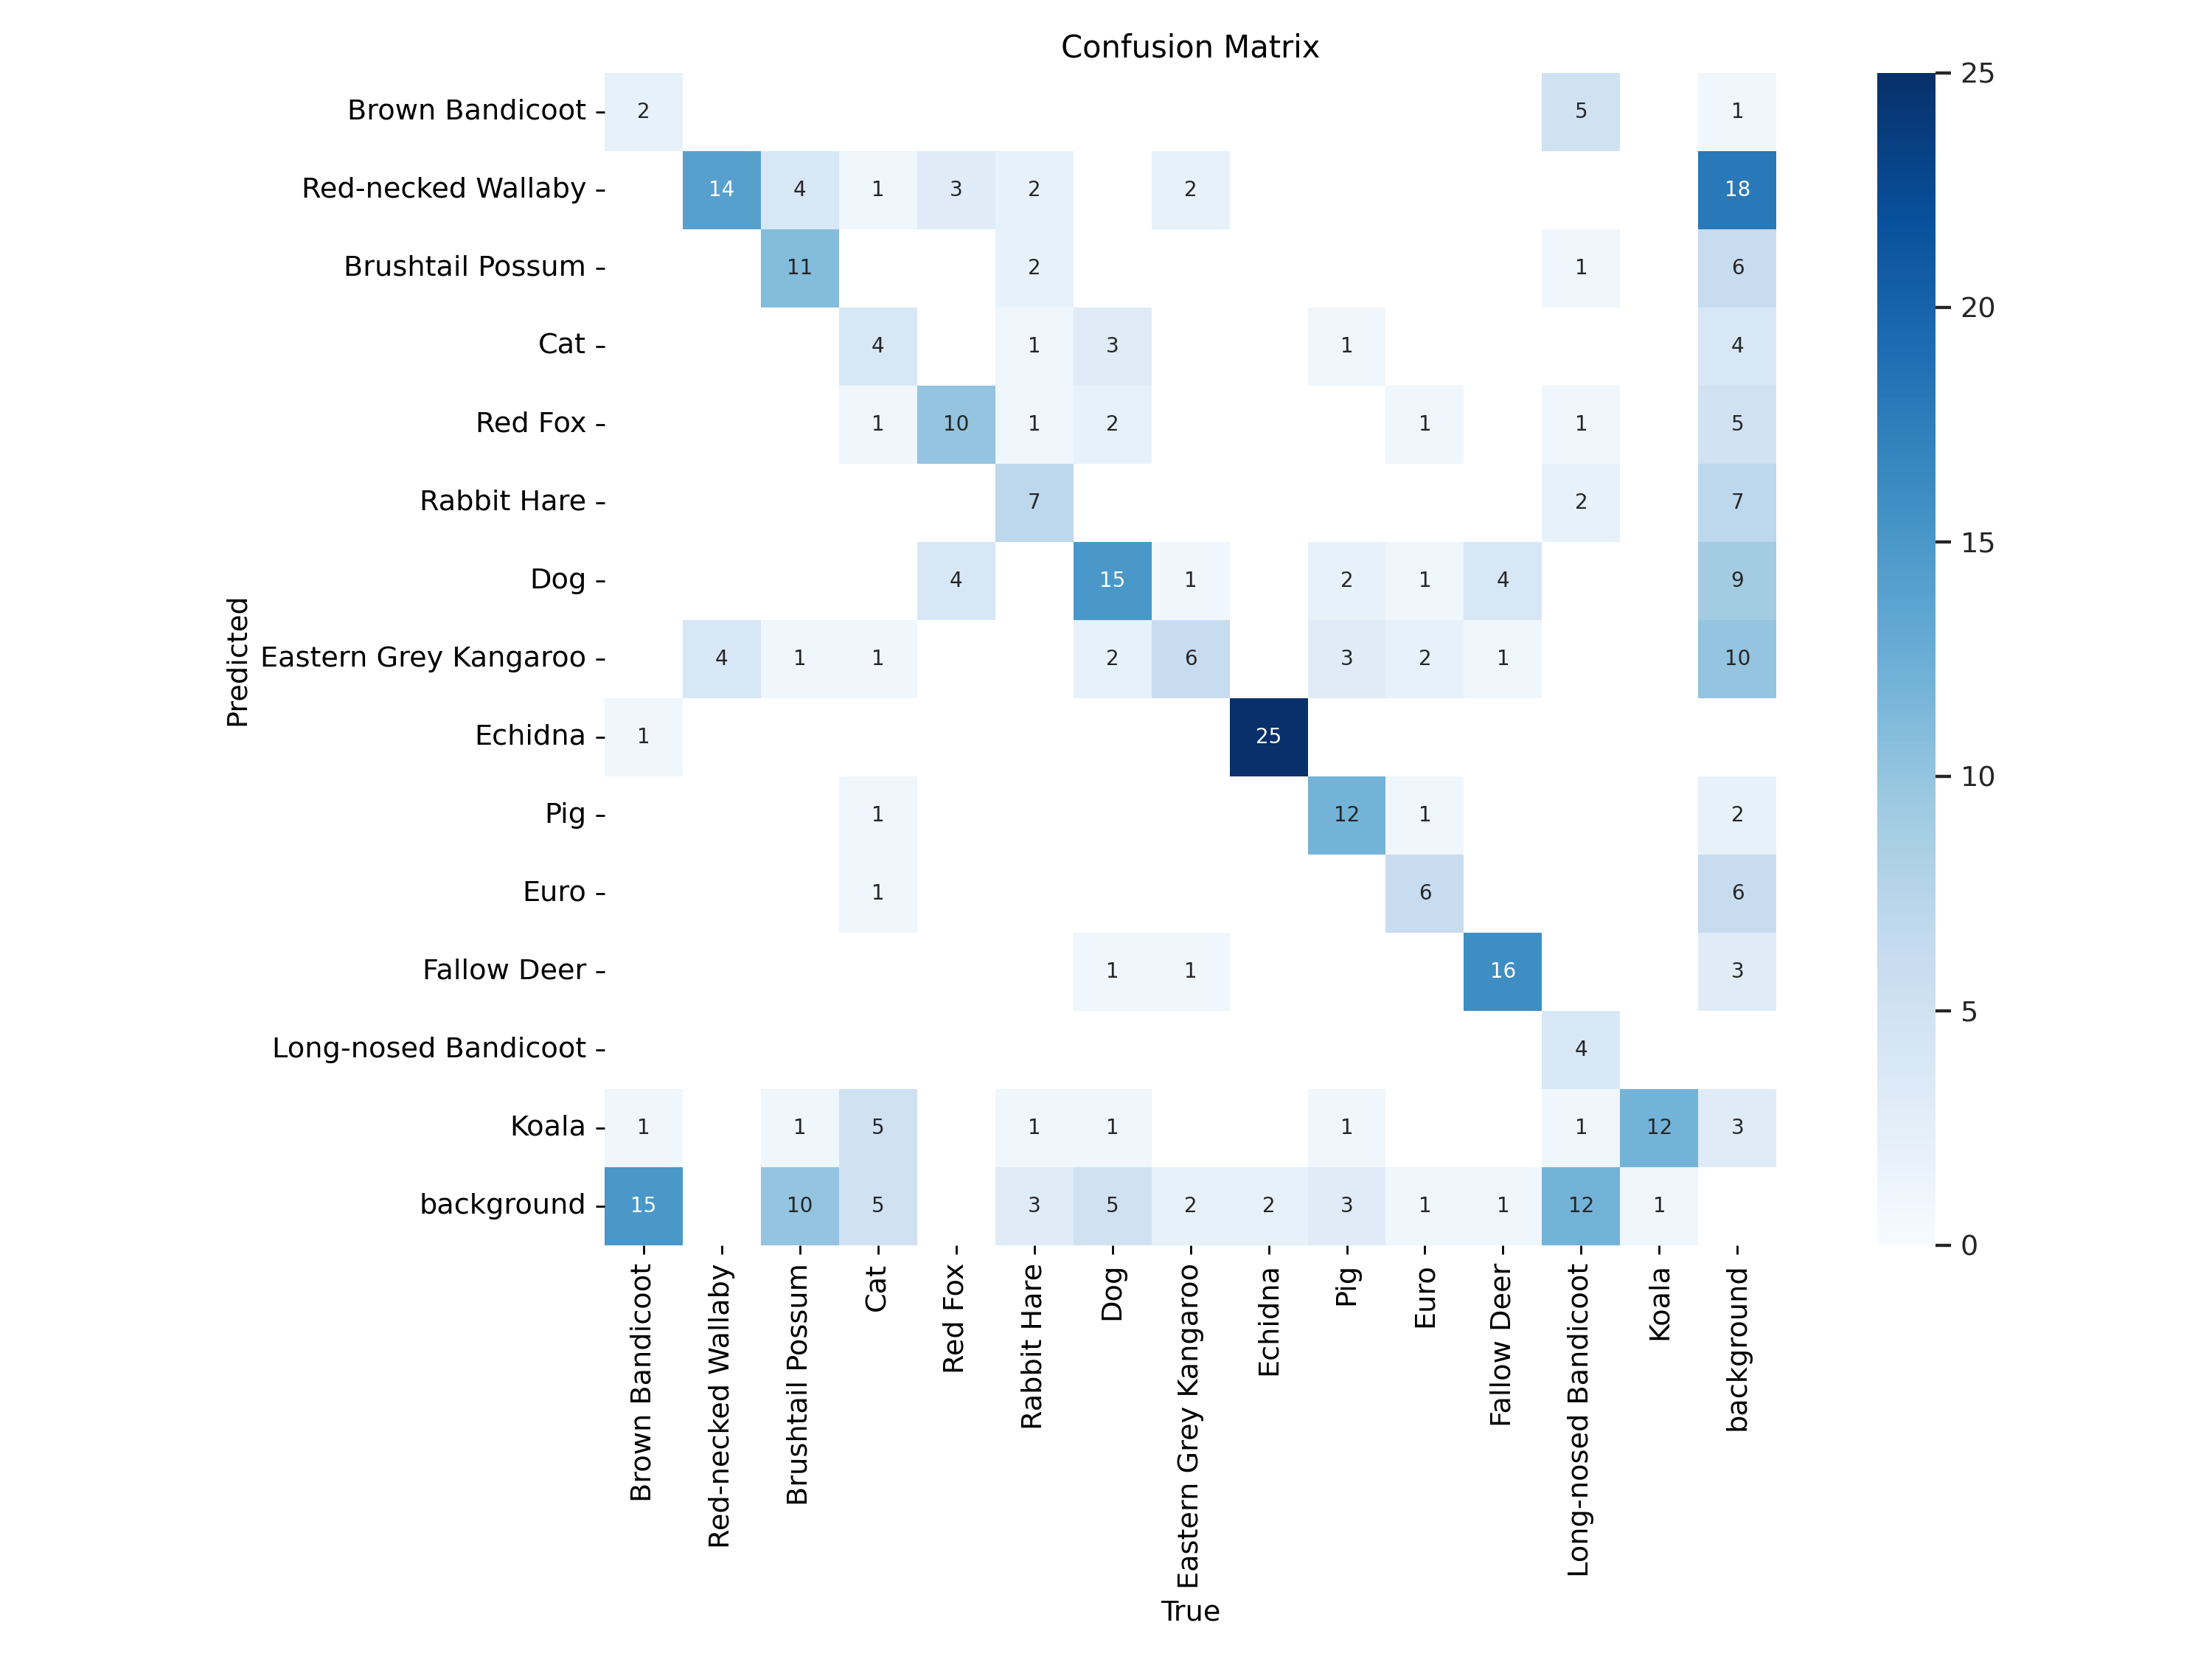 Confusion Matrix
Predicted
Brown Bandicoot 2 5 1
Red-necked Wallaby 14 4 1 3 2 2 18
Brushtail Possum 11 2 1 6
Cat 4 1 3 1 4
Red Fox 1 10 1 2 1 1 5
Rabbit Hare 7 2 7
Dog 4 15 1 2 1 4 9
Eastern Grey Kangaroo 4 1 1 2 6 3 2 1 10
Echidna 1 25
Pig 1 12 1 2
Euro 1 6 6
Fallow Deer 1 1 16 3
Long-nosed Bandicoot 4
Koala 1 1 5 1 1 1 1 12 3
background 15 10 5 3 5 2 2 3 1 1 12 1
Brown Bandicoot
Red-necked Wallaby
Brushtail Possum
Cat
Red Fox
Rabbit Hare
Dog
Eastern Grey Kangaroo
Echidna
Pig
Euro
Fallow Deer
Long-nosed Bandicoot
Koala
background
True
25
20
15
10
5
0